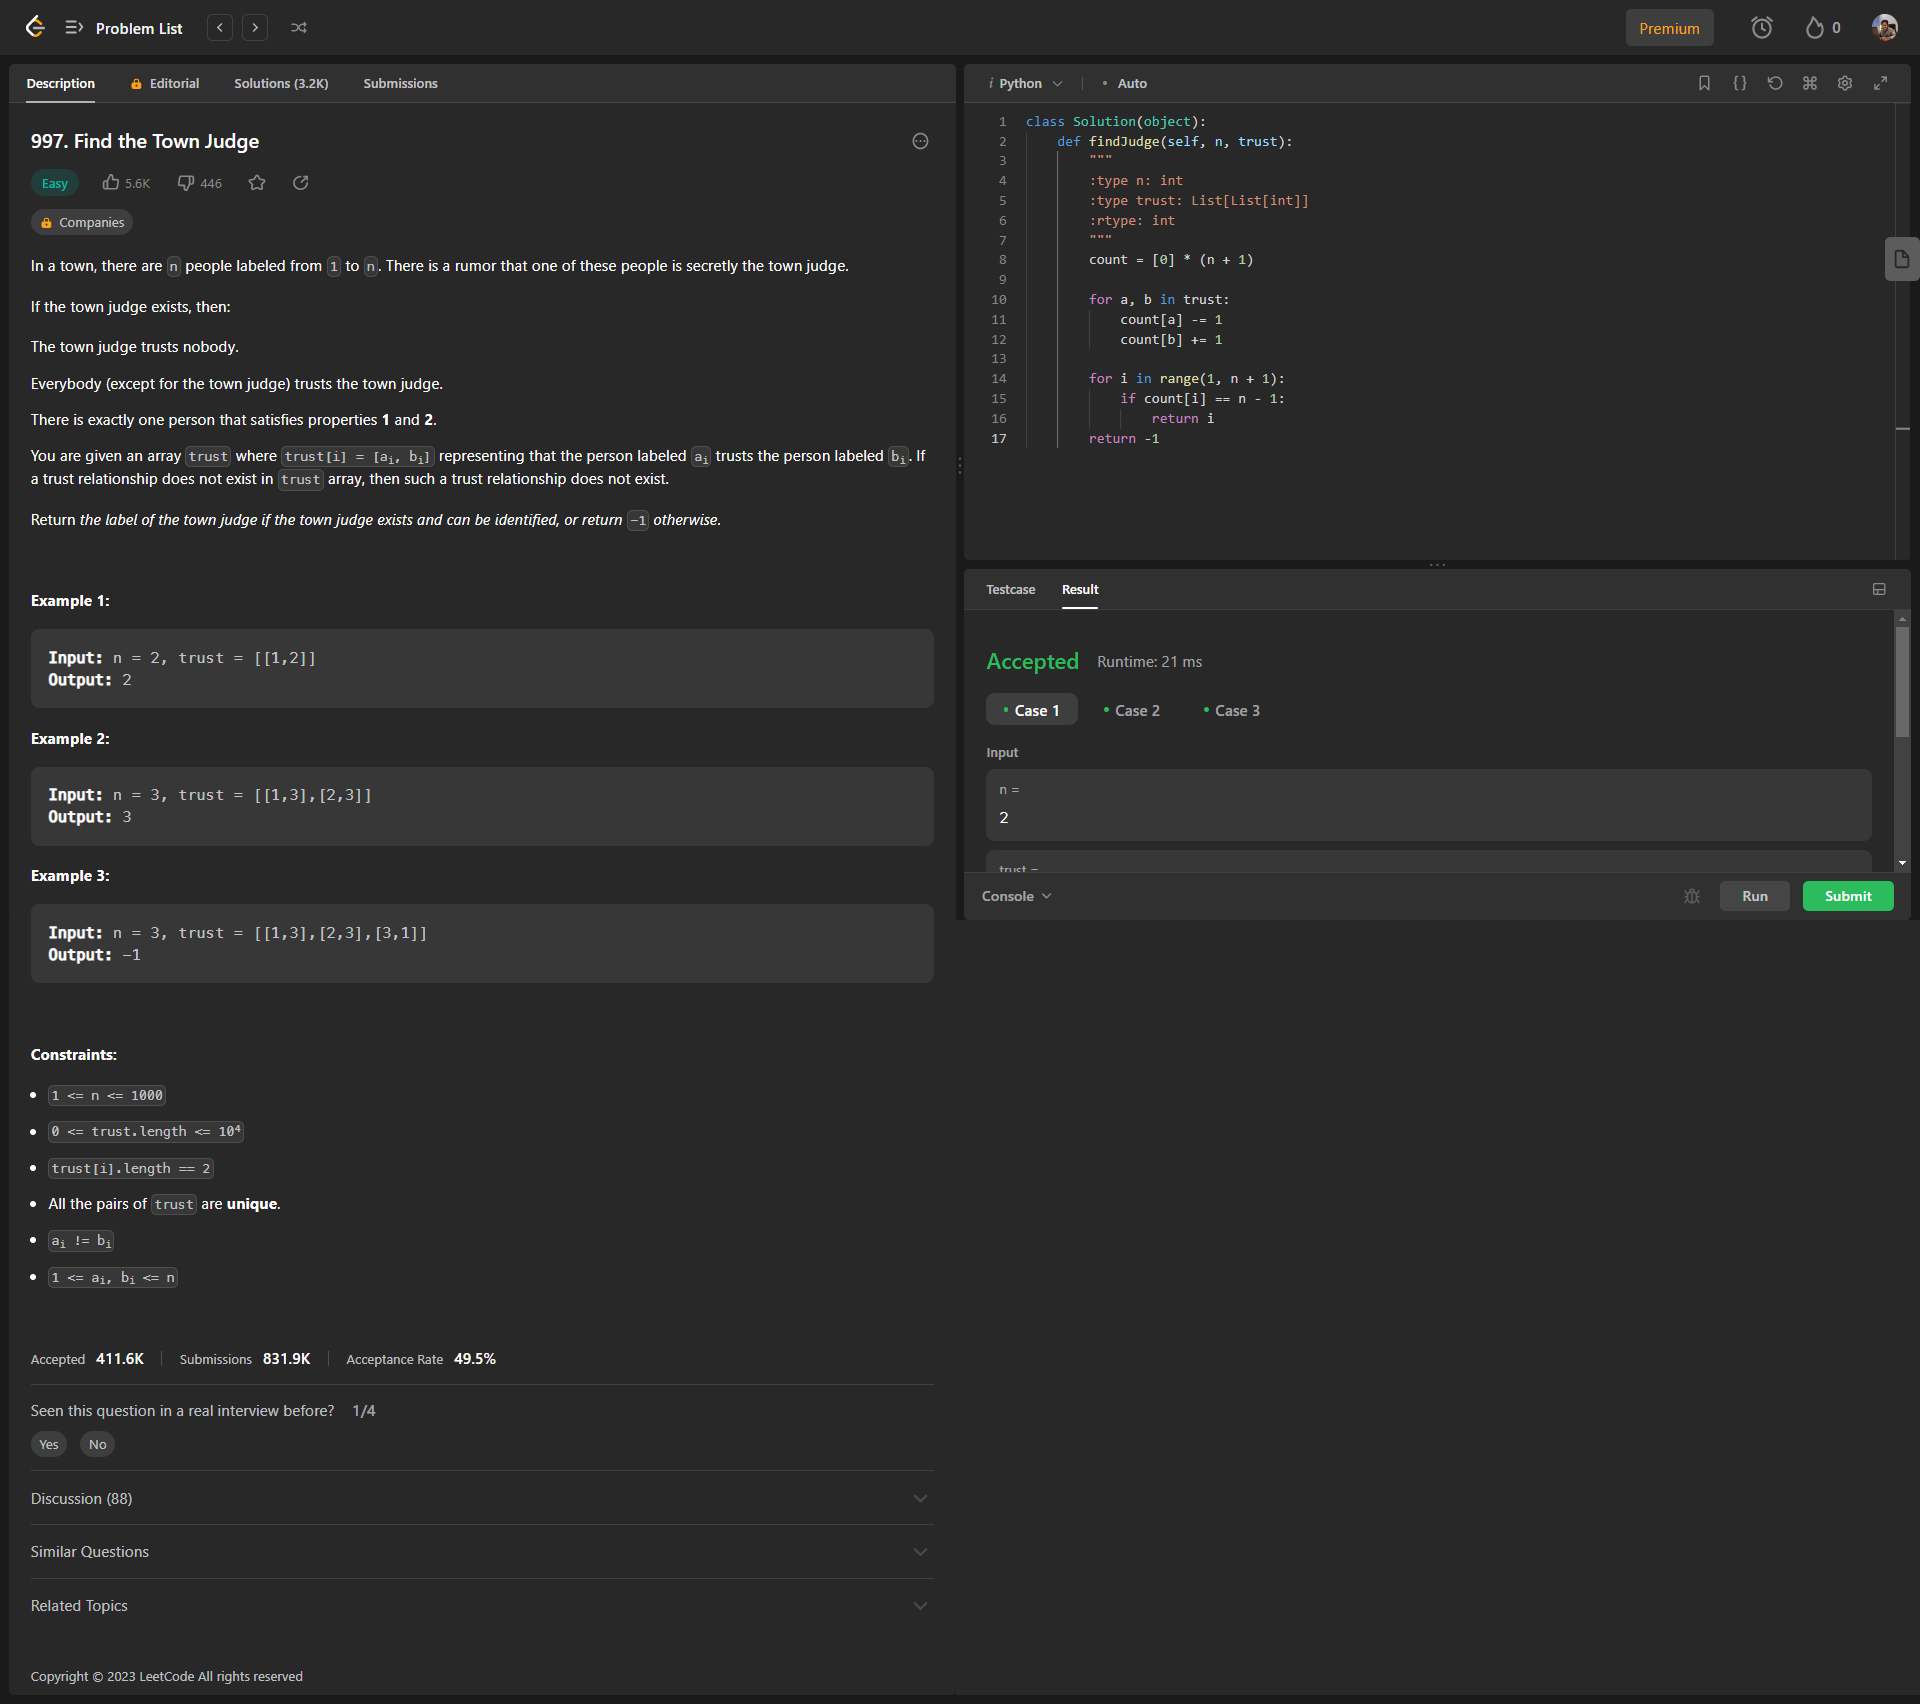 Problem List
Premium
0
Description
Editorial
Solutions (3.2K)
Submissions
997. Find the Town Judge
Easy
5.6K
446
Companies
In a town, there are n people labeled from 1 to n. There is a rumor that one of these people is secretly the town judge.
If the town judge exists, then:
The town judge trusts nobody.
Everybody (except for the town judge) trusts the town judge.
There is exactly one person that satisfies properties 1 and 2.
You are given an array trust where trust[i] = [ai, bi] representing that the person labeled ai trusts the person labeled bi. If
a trust relationship does not exist in trust array, then such a trust relationship does not exist.
Return the label of the town judge if the town judge exists and can be identified, or return -1 otherwise.
Example 1:
Input: n = 2, trust = [[1,2]]
Output: 2
Example 2:
Input: n = 3, trust = [[1,3],[2,3]]
Output: 3
Example 3:
Input: n = 3, trust = [[1,3],[2,3],[3,1]]
Output: -1
Constraints:
• 1 <= n <= 1000
• 0 <= trust.length <= 10⁴
• trust[i].length == 2
• All the pairs of trust are unique.
• ai != bi
• 1 <= ai, bi <= n
Accepted 411.6K
Submissions 831.9K
Acceptance Rate 49.5%
Seen this question in a real interview before? 1/4
Yes
No
Discussion (88)
Similar Questions
Related Topics
Copyright © 2023 LeetCode All rights reserved
i Python
• Auto
1 class Solution(object):
2     def findJudge(self, n, trust):
3         """
4         :type n: int
5         :type trust: List[List[int]]
6         :rtype: int
7         """
8         count = [0] * (n + 1)
9
10         for a, b in trust:
11             count[a] -= 1
12             count[b] += 1
13
14         for i in range(1, n + 1):
15             if count[i] == n - 1:
16                 return i
17         return -1
Testcase
Result
Accepted
Runtime: 21 ms
• Case 1
• Case 2
• Case 3
Input
n =
2
trust =
Console
Run
Submit